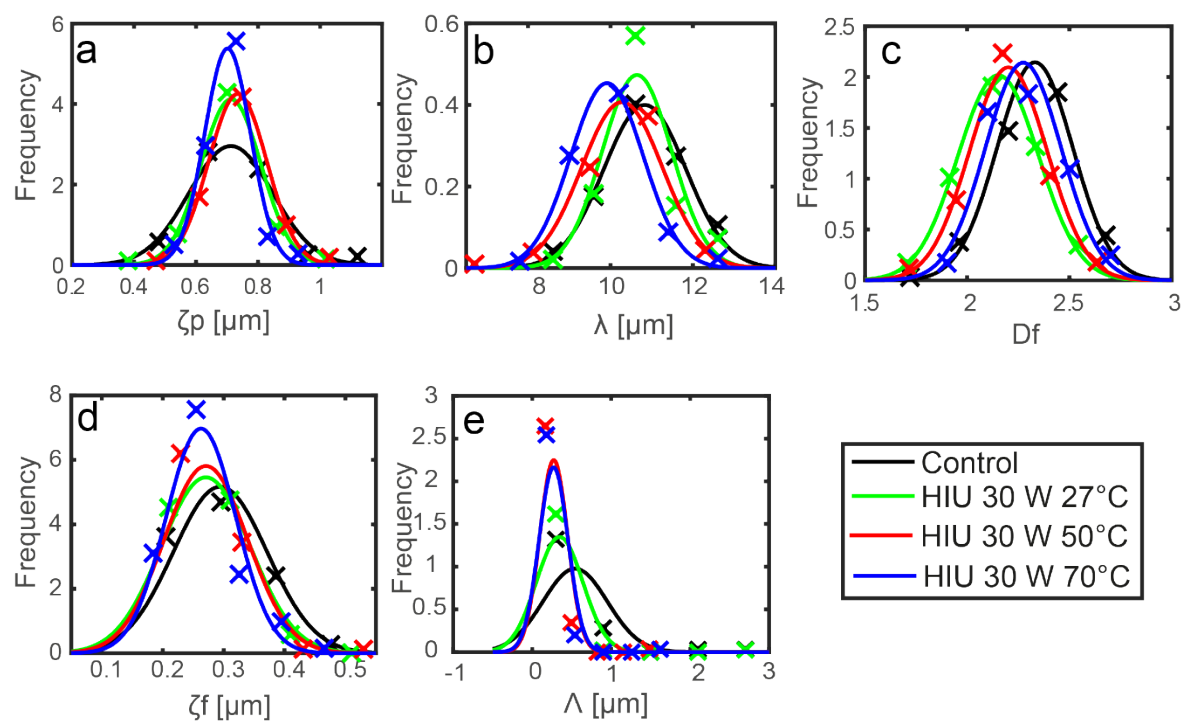 a
Frequency
6
4
2
0
0.2
0.4
0.6
0.8
1
ζp [μm]
b
Frequency
0.6
0.4
0.2
0.0
8
10
12
14
λ [μm]
c
Frequency
2.5
2
1.5
1
0.5
0
1.5
2
2.5
3
Df
d
Frequency
8
6
4
2
0
0.1
0.2
0.3
0.4
0.5
ζf [μm]
e
Frequency
3
2.5
2
1.5
1
0.5
0
-1
0
1
2
3
Λ [μm]
Control
HIU 30 W 27°C
HIU 30 W 50°C
HIU 30 W 70°C